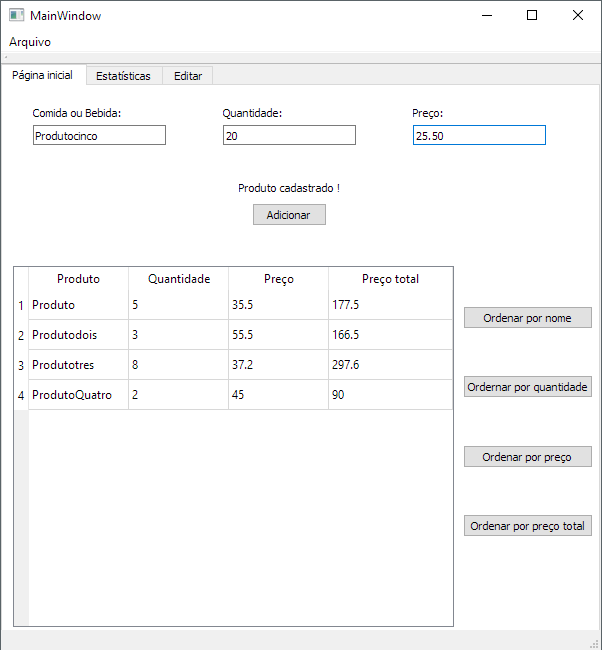 MainWindow
Arquivo
Página inicial Estatísticas Editar
Comida ou Bebida: Quantidade: Preço:
Produtocinco 20 25.50
Produto cadastrado !
Adicionar
Produto Quantidade Preço Preço total
1 Produto 5 35.5 177.5
2 Produtodois 3 55.5 166.5
3 Produtotres 8 37.2 297.6
4 ProdutoQuatro 2 45 90
Ordenar por nome
Ordernar por quantidade
Ordenar por preço
Ordenar por preço total